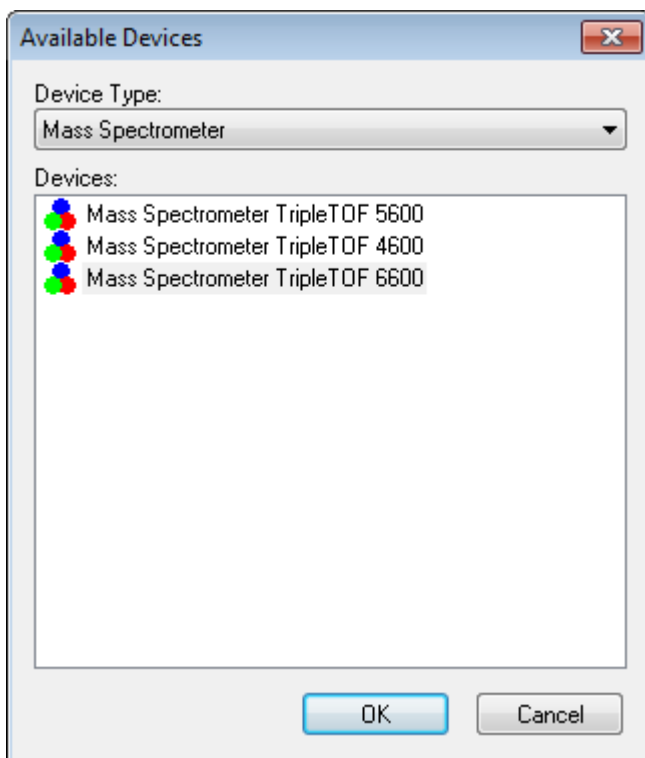 Available Devices
Device Type:
Mass Spectrometer
Devices:
Mass Spectrometer TripleTOF 5600
Mass Spectrometer TripleTOF 4600
Mass Spectrometer TripleTOF 6600
OK Cancel